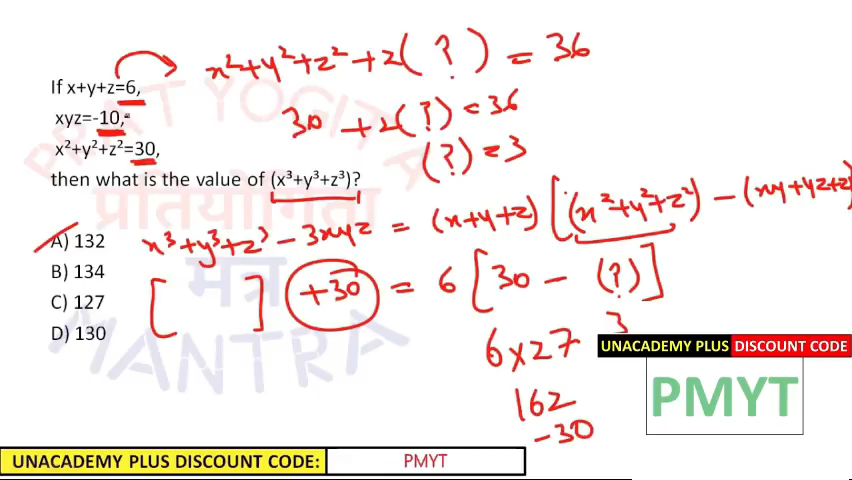 x²+y²+z²+2( ? ) = 36
If x+y+z=6,
xyz=-10,
30 +2(?) = 36
x²+y²+z²=30,
(?) = 3
then what is the value of (x³+y³+z³)?
x³+y³+z³-3xyz = (x+y+z) [(x²+y²+z²) - (xy+yz+z
A) 132
B) 134
[ ] +30 = 6 [30 - (?)]
3
C) 127
D) 130
6×27
162
-30
UNACADEMY PLUS DISCOUNT CODE
PMYT
UNACADEMY PLUS DISCOUNT CODE: PMYT
PRATIYOGITA
प्रतियोगिता
मंत्र
MANTRA